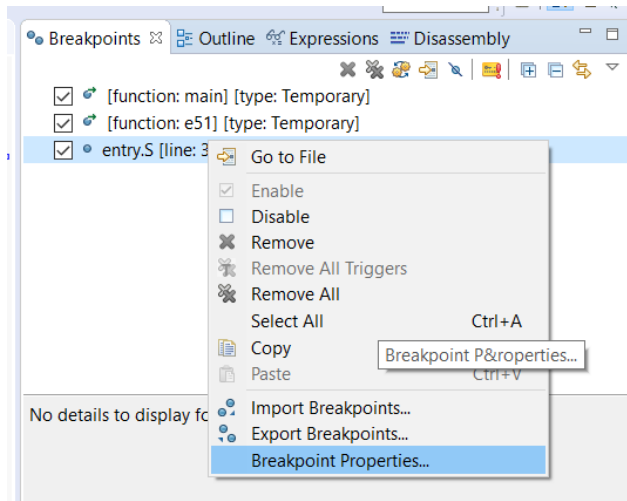 Breakpoints Outline Expressions Disassembly
[function: main] [type: Temporary]
[function: e51] [type: Temporary]
entry.S [line: 3
Go to File
Enable
Disable
Remove
Remove All Triggers
Remove All
Select All Ctrl+A
Copy
Breakpoint P&roperties...
Paste Ctrl+V
No details to display fo
Import Breakpoints...
Export Breakpoints...
Breakpoint Properties...